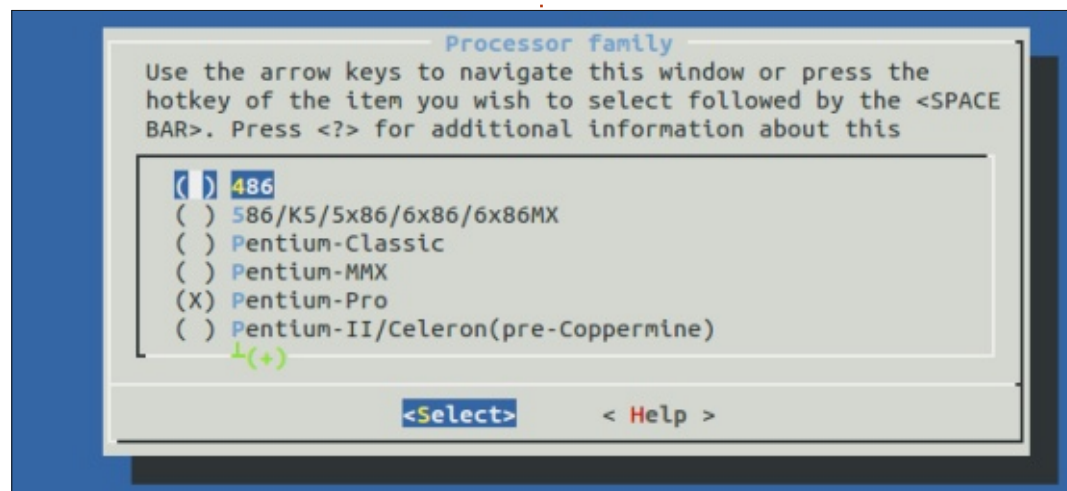 Processor family
Use the arrow keys to navigate this window or press the
hotkey of the item you wish to select followed by the <SPACE
BAR>. Press <?> for additional information about this
( ) 486
( ) 586/K5/5x86/6x86/6x86MX
( ) Pentium-Classic
( ) Pentium-MMX
(X) Pentium-Pro
( ) Pentium-II/Celeron(pre-Coppermine)
┴(+)
<Select> < Help >